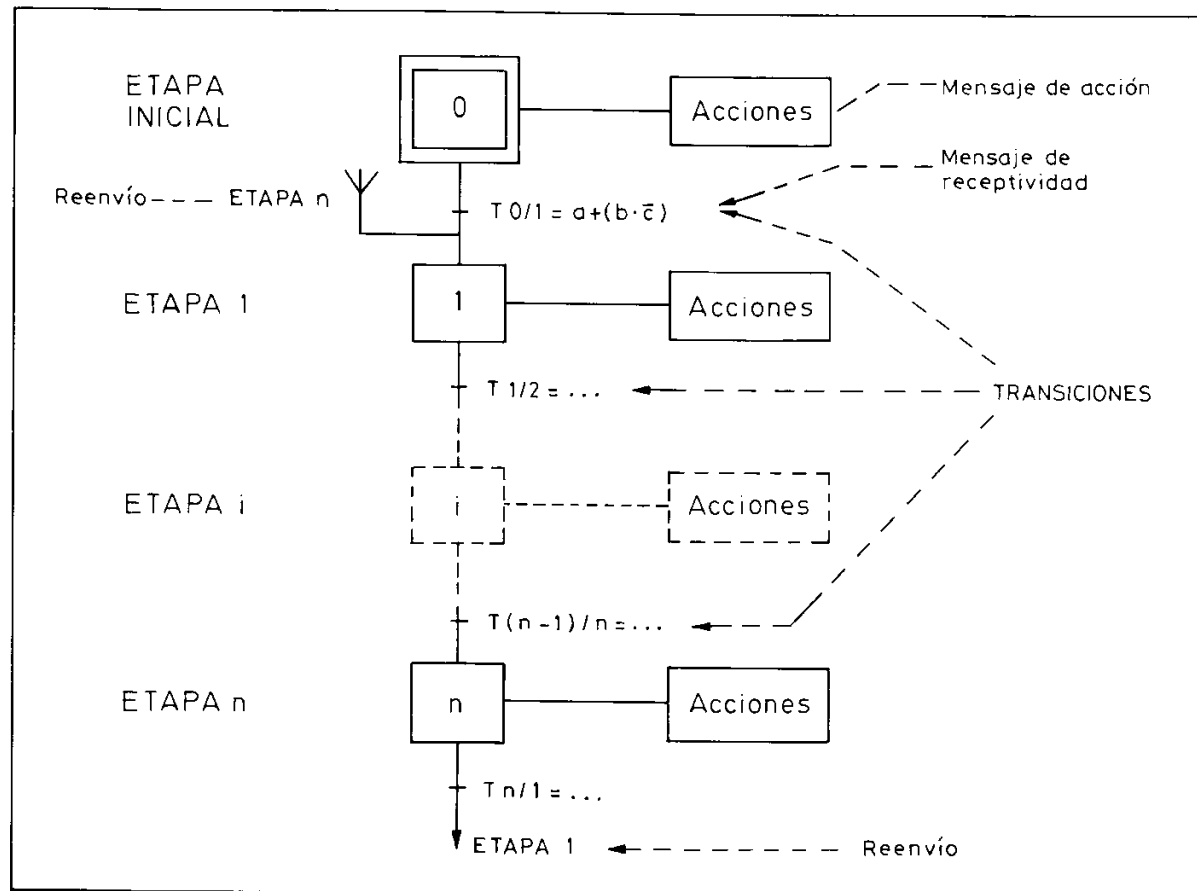 ETAPA
INICIAL
0
Acciones
Mensaje de acción
Mensaje de
receptividad
Reenvío--- ETAPA n
T 0/1 = a+(b·c̄)
ETAPA 1
1
Acciones
T 1/2 = ...
TRANSICIONES
ETAPA i
i
Acciones
T(n-1)/n = ...
ETAPA n
n
Acciones
T n/1 = ...
ETAPA 1
Reenvío